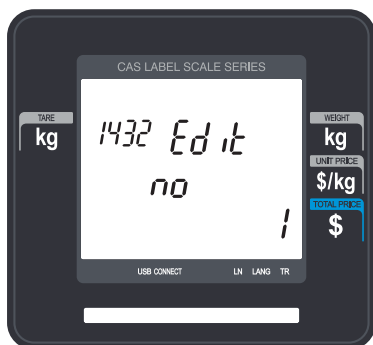 CAS LABEL SCALE SERIES
TARE
kg
1432 Edit
no
1
WEIGHT
kg
UNIT PRICE
$/kg
TOTAL PRICE
$
USB CONNECT LN LANG TR